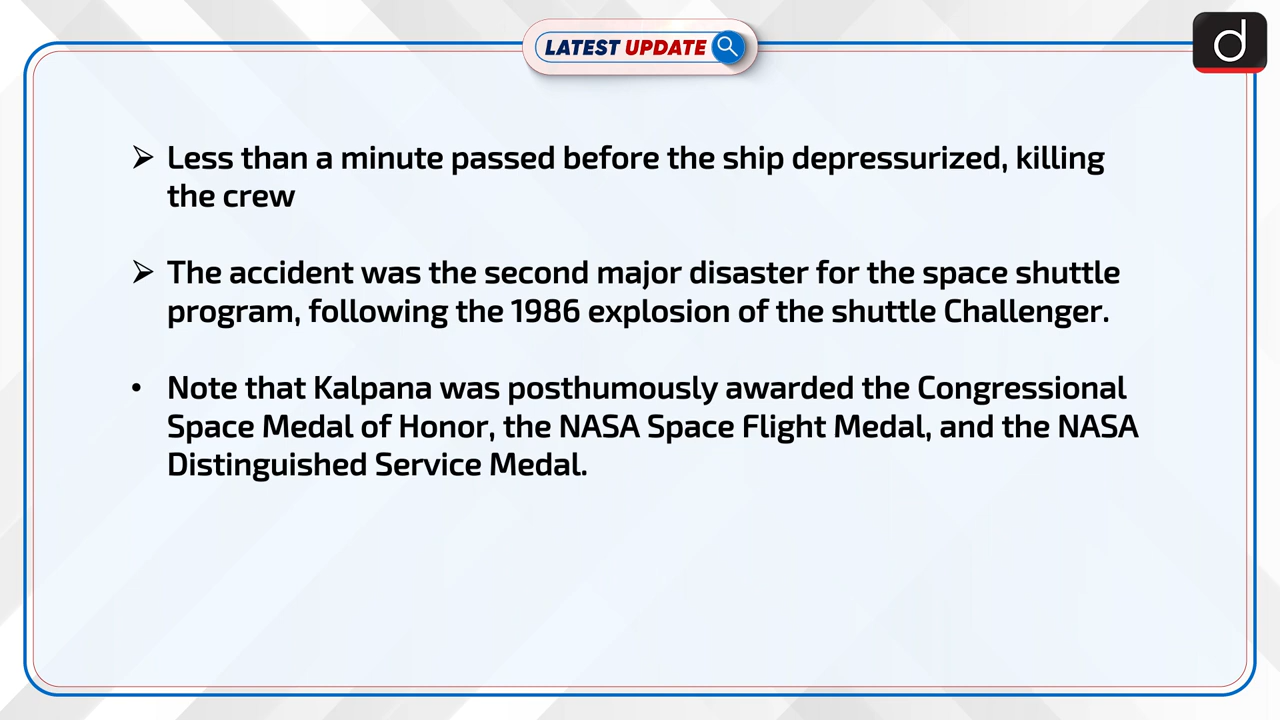 LATEST UPDATE
d
➢ Less than a minute passed before the ship depressurized, killing
the crew
➢ The accident was the second major disaster for the space shuttle
program, following the 1986 explosion of the shuttle Challenger.
• Note that Kalpana was posthumously awarded the Congressional
Space Medal of Honor, the NASA Space Flight Medal, and the NASA
Distinguished Service Medal.